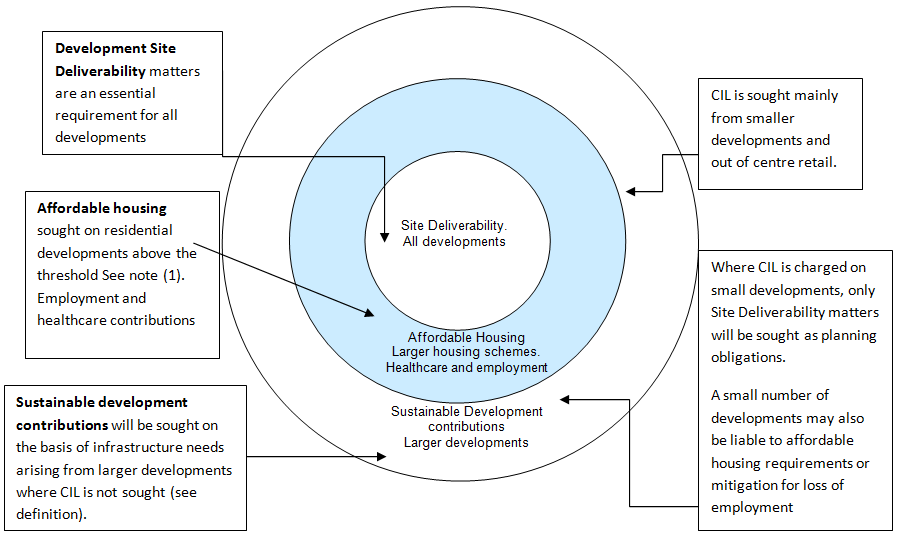 Development Site
Deliverability matters
are an essential
requirement for all
developments
Affordable housing
sought on residential
developments above the
threshold See note (1).
Employment and
healthcare contributions
Sustainable development
contributions will be sought
on the basis of infrastructure needs
arising from larger developments
where CIL is not sought (see
definition).
Site Deliverability.
All developments
Affordable Housing
Larger housing schemes.
Healthcare and employment
Sustainable Development
contributions
Larger developments
CIL is sought mainly
from smaller
developments and
out of centre retail.
Where CIL is charged on
small developments, only
Site Deliverability matters
will be sought as planning
obligations.
A small number of
developments may also
be liable to affordable
housing requirements or
mitigation for loss of
employment